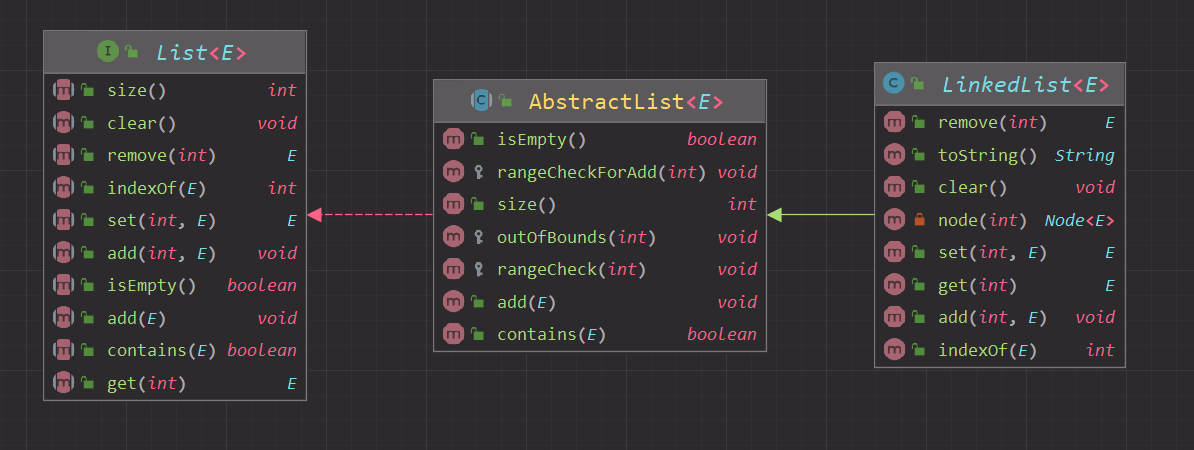 List<E>
size() int
clear() void
remove(int) E
indexOf(E) int
set(int, E) E
add(int, E) void
isEmpty() boolean
add(E) void
contains(E) boolean
get(int) E
AbstractList<E>
isEmpty() boolean
rangeCheckForAdd(int) void
size() int
outOfBounds(int) void
rangeCheck(int) void
add(E) void
contains(E) boolean
LinkedList<E>
remove(int) E
toString() String
clear() void
node(int) Node<E>
set(int, E) E
get(int) E
add(int, E) void
indexOf(E) int